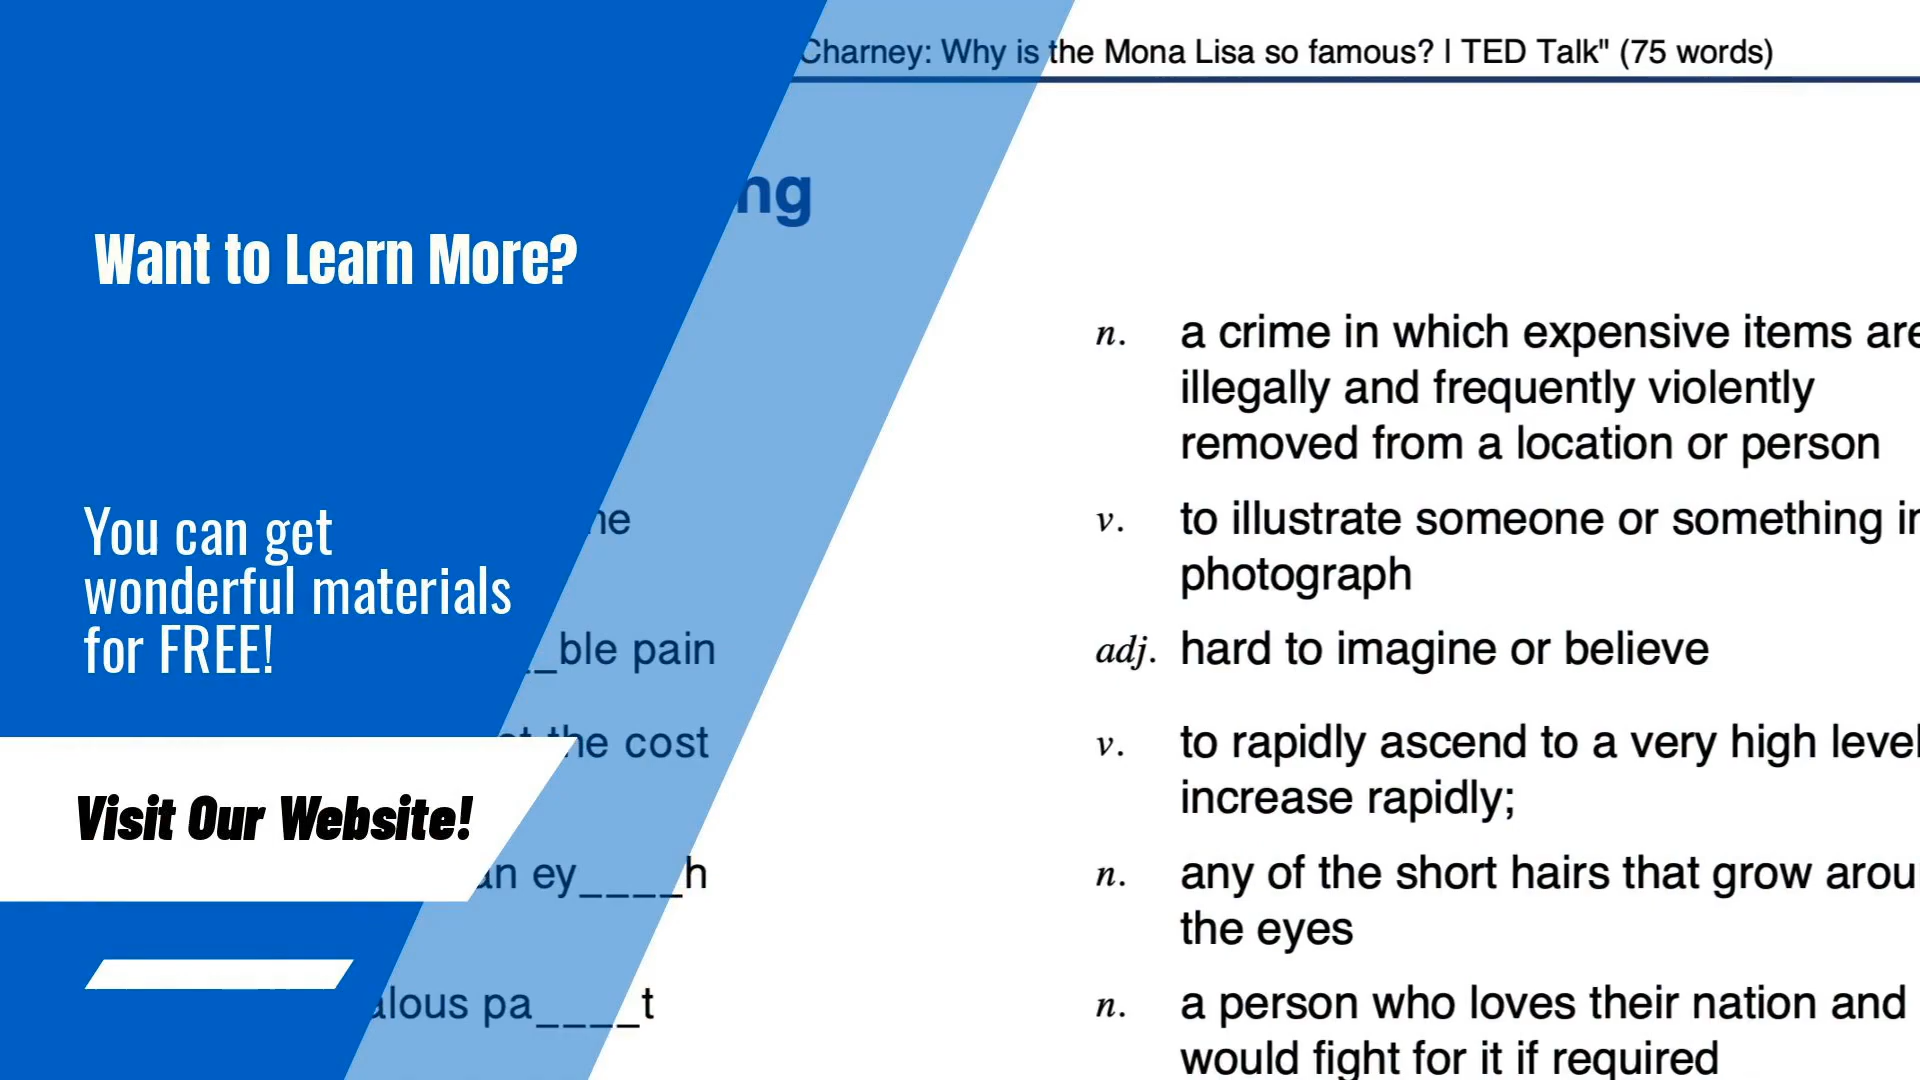 Charney: Why is the Mona Lisa so famous? | TED Talk" (75 words)
ng
Want to Learn More?
You can get
wonderful materials
for FREE!
Visit Our Website!
n. a crime in which expensive items are
illegally and frequently violently
removed from a location or person
ne v. to illustrate someone or something in
photograph
_ble pain adj. hard to imagine or believe
the cost v. to rapidly ascend to a very high level
increase rapidly;
an ey____h n. any of the short hairs that grow arou
the eyes
alous pa____t n. a person who loves their nation and
would fight for it if required